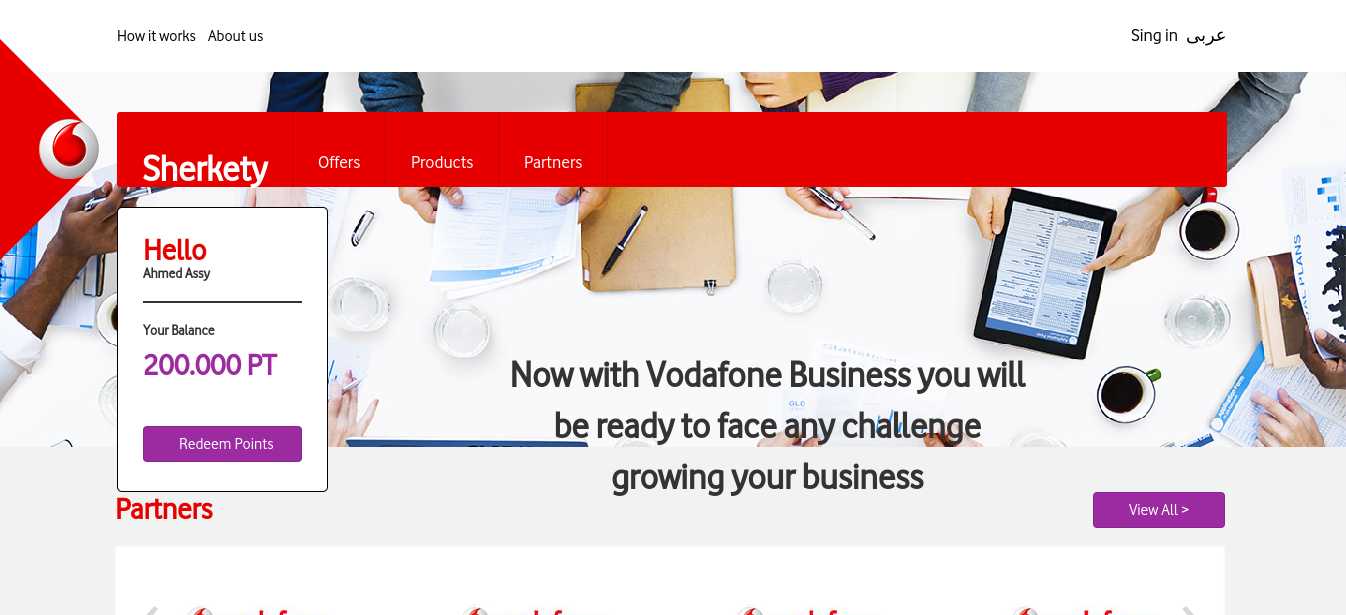 How it works About us
Sing in عربى
Sherkety Offers Products Partners
Hello
Ahmed Assy
Your Balance
200.000 PT
Redeem Points
Now with Vodafone Business you will
be ready to face any challenge
growing your business
Partners
View All >